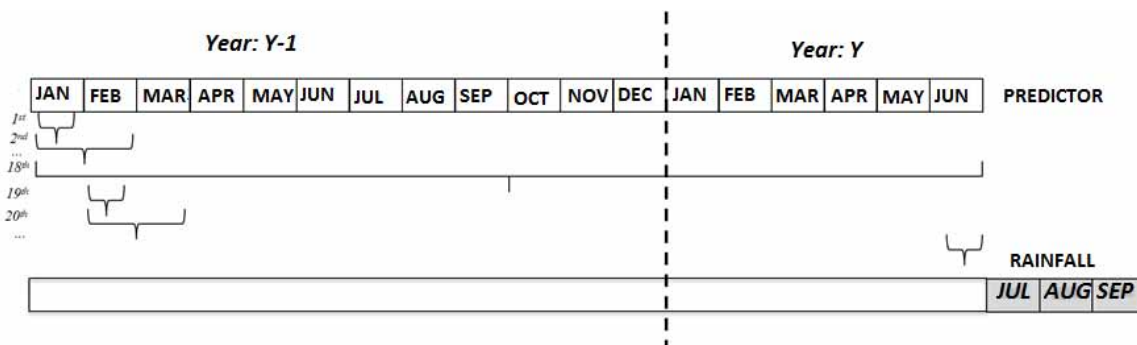 Year: Y-1 Year: Y
JAN FEB MAR APR MAY JUN JUL AUG SEP OCT NOV DEC JAN FEB MAR APR MAY JUN PREDICTOR
1st
2nd
...
18th
19th
20th
...
RAINFALL
JUL AUG SEP